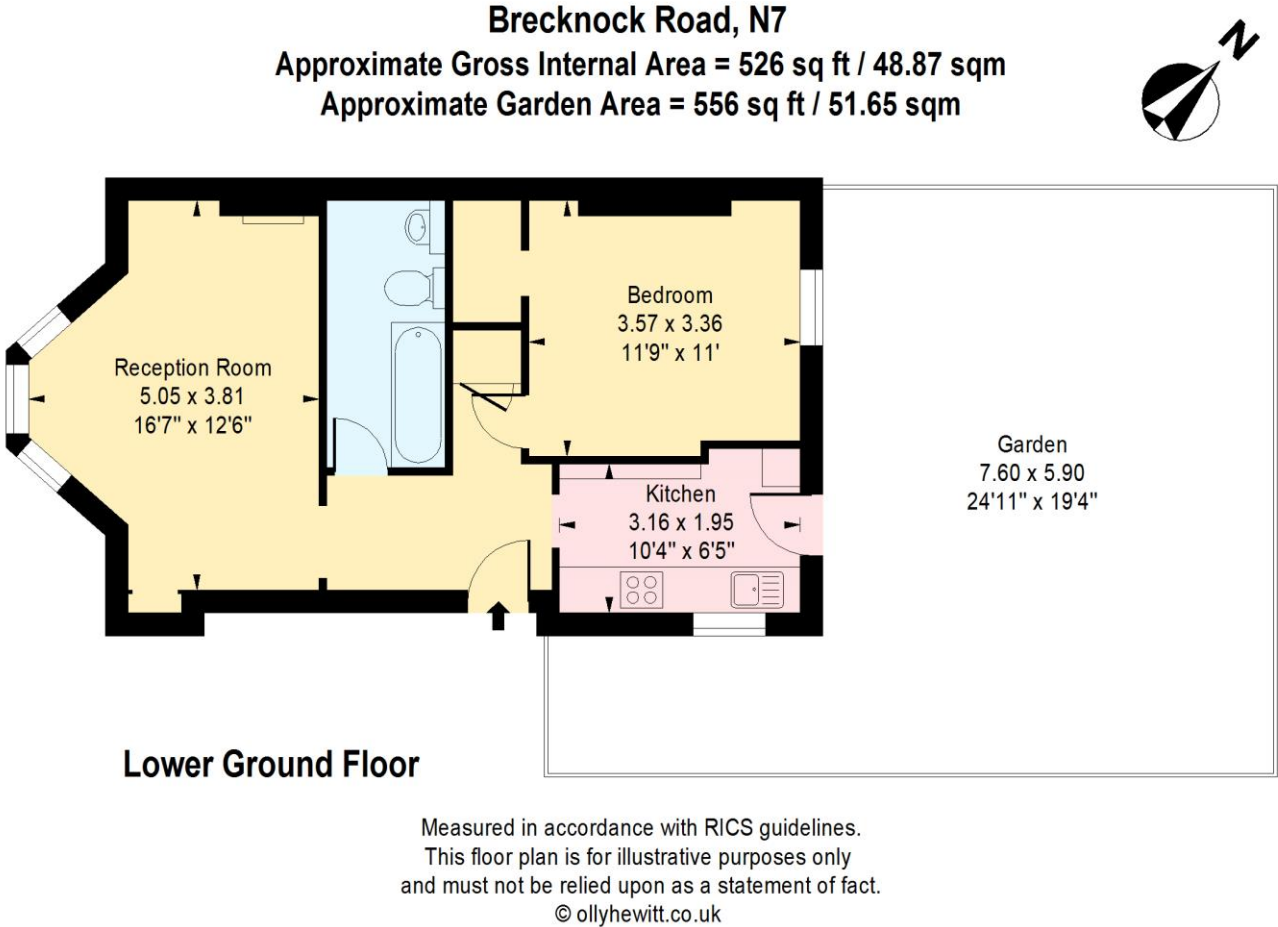 Brecknock Road, N7
Approximate Gross Internal Area = 526 sq ft / 48.87 sqm
Approximate Garden Area = 556 sq ft / 51.65 sqm
N
Reception Room
5.05 x 3.81
16'7" x 12'6"
Bedroom
3.57 x 3.36
11'9" x 11'
Kitchen
3.16 x 1.95
10'4" x 6'5"
Garden
7.60 x 5.90
24'11" x 19'4"
Lower Ground Floor
Measured in accordance with RICS guidelines.
This floor plan is for illustrative purposes only
and must not be relied upon as a statement of fact.
© ollyhewitt.co.uk